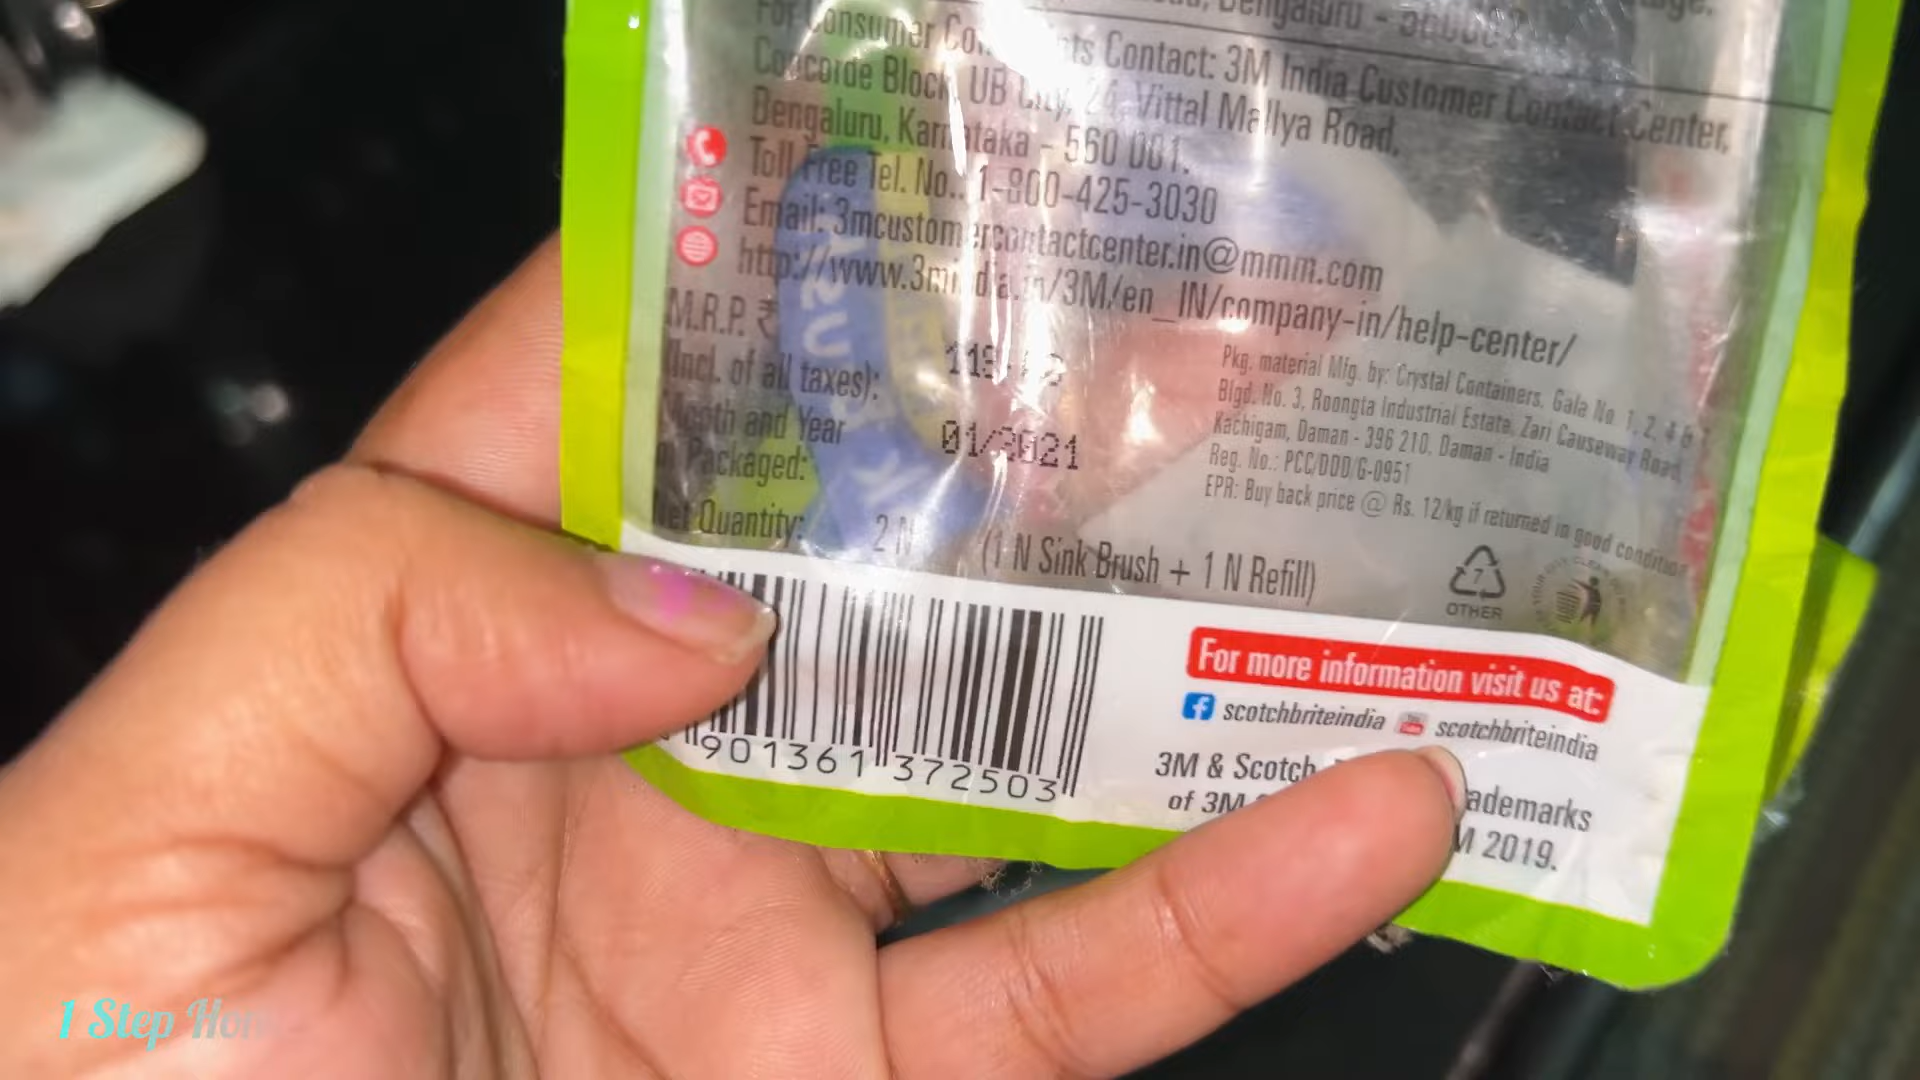 Bengaluru -
For Consumer Contact: 3M India Customer Contact Center,
Concorde Block, UB City, 24, Vittal Mallya Road,
Bengaluru, Karnataka - 560 001.
Toll Free Tel. No.: 1-800-425-3030
Email: 3mcustomercontactcenter.in@mmm.com
http://www.3mindia.in/3M/en_IN/company-in/help-center/
M.R.P. ₹
(Incl. of all taxes):
Month and Year
Packaged:
01/2021
Net Quantity: 2 N (1 N Sink Brush + 1 N Refill)
Pkg. material Mfg. by: Crystal Containers, Gala No. 1, 2, 4 &
Blgd. No. 3, Roongta Industrial Estate, Zari Causeway Road,
Kachigam, Daman - 396 210, Daman - India
Reg. No.: PCC/DDD/G-0951
EPR: Buy back price @ Rs. 12/kg if returned in good condition
7
OTHER
901361 372503
For more information visit us at:
scotchbriteindia scotchbriteindia
3M & Scotch
of 3M
2019.
1 Step